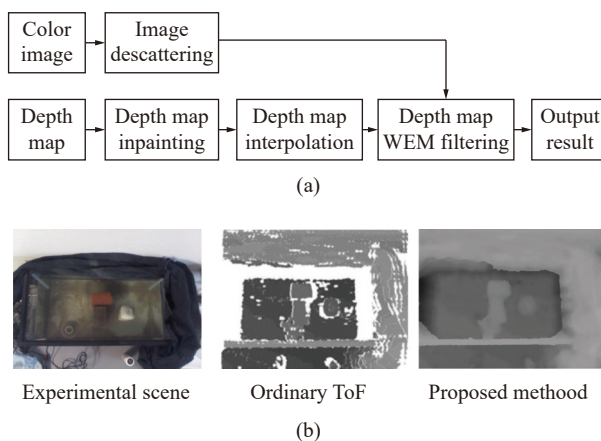 Color
image
Image
descattering
Depth
map
Depth map
inpainting
Depth map
interpolation
Depth map
WEM filtering
Output
result
(a)
Experimental scene
Ordinary ToF
Proposed methood
(b)